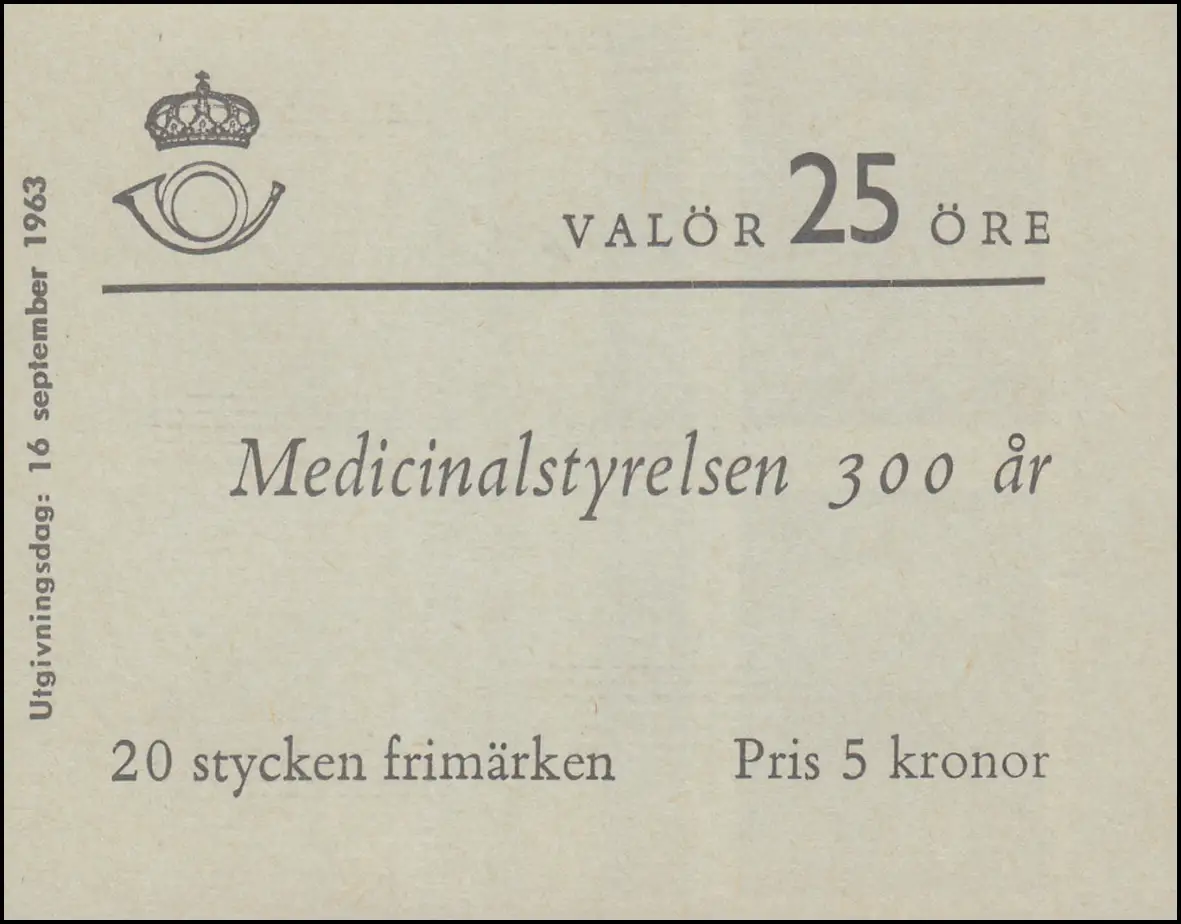 VALÖR 25 ÖRE
Medicinalstyrelsen 300 år
20 stycken frimärken Pris 5 kronor
Utgivningsdag: 16 september 1963